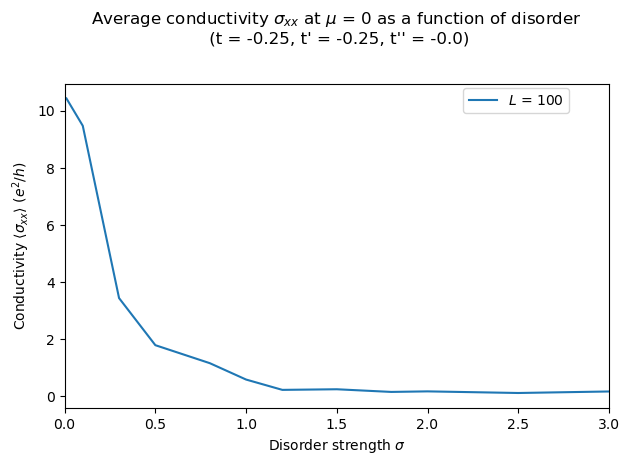 Average conductivity σxx at μ = 0 as a function of disorder
(t = -0.25, t' = -0.25, t'' = -0.0)
L = 100
Conductivity ⟨σxx⟩ (e²/h)
10
8
6
4
2
0
0.0 0.5 1.0 1.5 2.0 2.5 3.0
Disorder strength σ